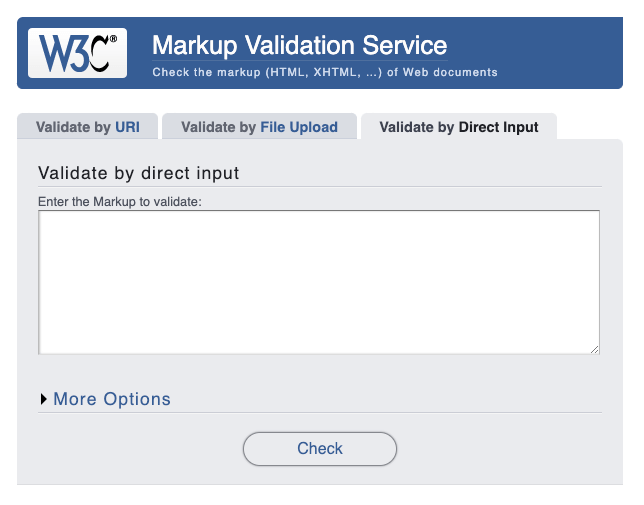 W3C®
Markup Validation Service
Check the markup (HTML, XHTML, …) of Web documents
Validate by URI
Validate by File Upload
Validate by Direct Input
Validate by direct input
Enter the Markup to validate:
More Options
Check